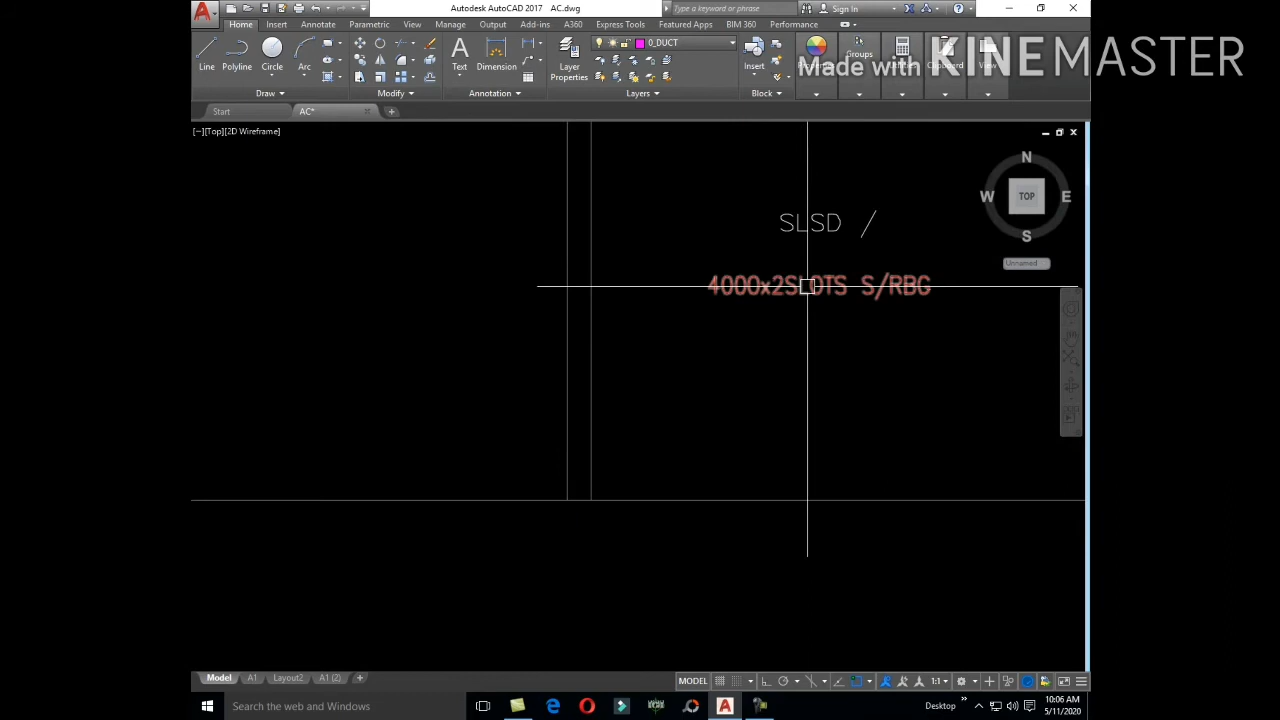 Autodesk AutoCAD 2017 AC.dwg
Type a keyword or phrase
Sign In
Home Insert Annotate Parametric View Manage Output Add-ins A360 Express Tools Featured Apps BIM 360 Performance
Made with KINEMASTER
Line Polyline Circle Arc
Text Dimension
Layer Properties
0_DUCT
Insert
Groups
Draw Modify Annotation Layers Block
Start AC*
[−][Top][2D Wireframe]
N
W TOP E
S
Unnamed
SLSD /
4000x2SLOTS S/RBG
Model A1 Layout2 A1 (2)
MODEL 1:1
Search the web and Windows
Desktop
10:06 AM
5/11/2020